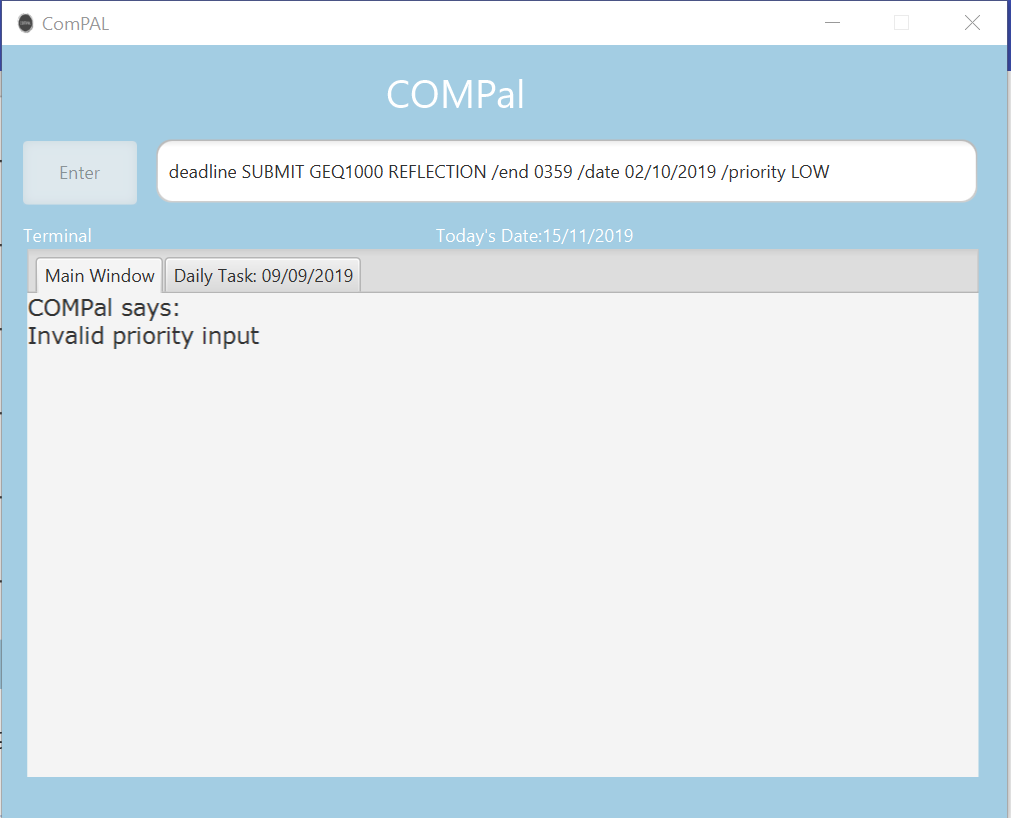 ComPAL
COMPal
Enter
deadline SUBMIT GEQ1000 REFLECTION /end 0359 /date 02/10/2019 /priority LOW
Terminal
Today's Date:15/11/2019
Main Window
Daily Task: 09/09/2019
COMPal says:
Invalid priority input